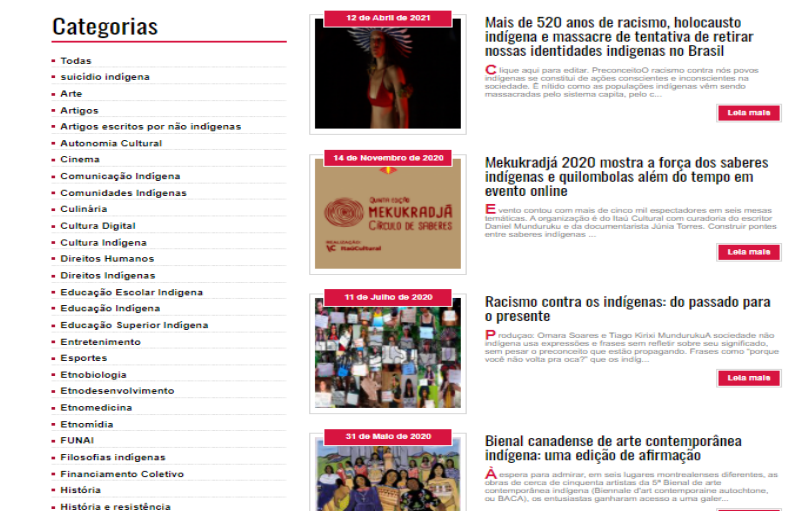 Categorias
Todas
suicídio indígena
Arte
Artigos
Artigos escritos por não indígenas
Autonomia Cultural
Cinema
Comunicação Indígena
Comunidades Indígenas
Culinária
Cultura Digital
Cultura Indígena
Direitos Humanos
Direitos Indígenas
Educação Escolar Indigena
Educação Indígena
Educação Superior Indígena
Entretenimento
Esportes
Etnobiologia
Etnodesenvolvimento
Etnomedicina
Etnomídia
FUNAI
Filosofias indígenas
Financiamento Coletivo
História
História e resistência
12 de Abril de 2021
Mais de 520 anos de racismo, holocausto
indígena e massacre de tentativa de retirar
nossas identidades indígenas no Brasil
Clique aqui para editar. PreconceitoO racismo contra nós povos
indígenas se constitui de ações conscientes e inconscientes na
sociedade. É nítido como as populações indígenas vêm sendo
massacradas pelo sistema capita, pelo c...
Leia mais
14 de Novembro de 2020
QUINTA EDIÇÃO
MEKUKRADJÁ
CÍRCULO DE SABERES
REALIZAÇÃO
ItaúCultural
Mekukradjá 2020 mostra a força dos saberes
indígenas e quilombolas além do tempo em
evento online
Evento contou com mais de cinco mil espectadores em seis mesas
temáticas. A organização é do Itaú Cultural com curadoria do escritor
Daniel Munduruku e da documentarista Júnia Torres. Construir pontes
entre saberes indígenas ...
Leia mais
11 de Julho de 2020
Racismo contra os indígenas: do passado para
o presente
Produçao: Omara Soares e Tiago Kirixi MundurukuA sociedade não
indígena usa expressões e frases sem refletir sobre seu significado,
sem pesar o preconceito que estão propagando. Frases como "porque
você não volta pra oca?" que os indíg...
Leia mais
31 de Maio de 2020
Bienal canadense de arte contemporânea
indígena: uma edição de afirmação
À espera para admirar, em seis lugares montrealenses diferentes, as
obras de cerca de cinquenta artistas da 5ª Bienal de arte
contemporânea indígena (Biennale d'art contemporaine autochtone,
ou BACA), os entusiastas ganharam acesso a uma galer...